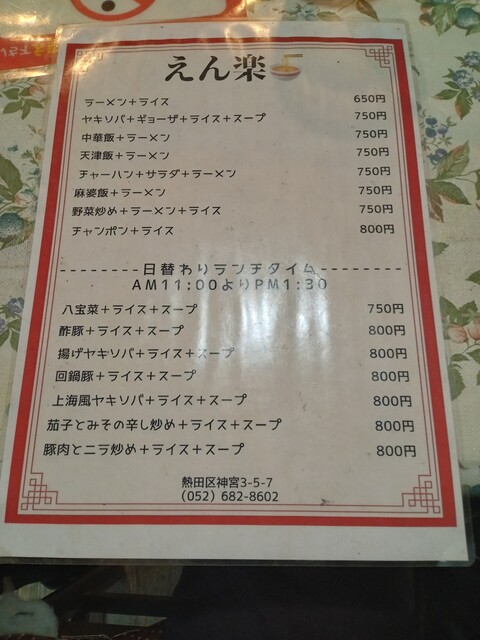 えん楽
ラーメン+ライス 650円
ヤキソバ+ギョーザ+ライス+スープ 750円
中華飯+ラーメン 750円
天津飯+ラーメン 750円
チャーハン+サラダ+ラーメン 750円
麻婆飯+ラーメン 750円
野菜炒め+ラーメン+ライス 750円
チャンポン+ライス 800円
--------日替わりランチタイム---------
AM11:00よりPM1:30
八宝菜+ライス+スープ 750円
酢豚+ライス+スープ 800円
揚げヤキソバ+ライス+スープ 800円
回鍋豚+ライス+スープ 800円
上海風ヤキソバ+ライス+スープ 800円
茄子とみその辛し炒め+ライス+スープ 800円
豚肉とニラ炒め+ライス+スープ 800円
熱田区神宮3-5-7
(052) 682-8602